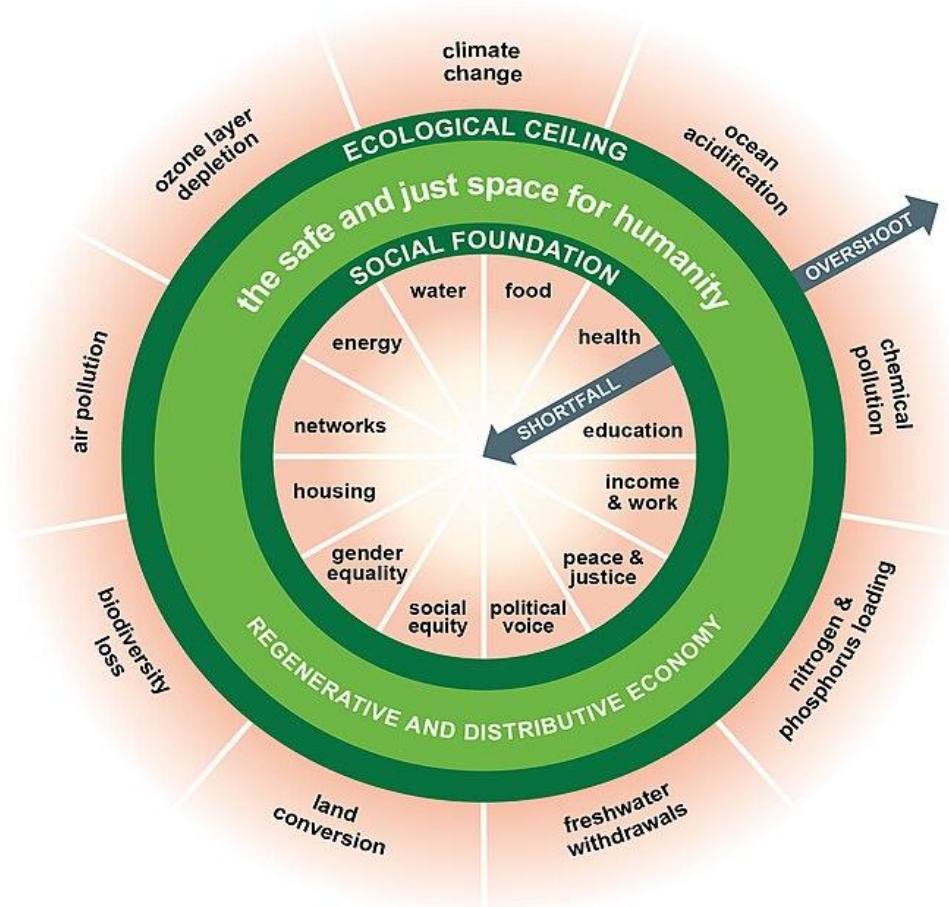 climate
change
ocean
acidification
chemical
pollution
nitrogen &
phosphorus loading
freshwater
withdrawals
land
conversion
biodiversity
loss
air pollution
ozone layer
depletion
ECOLOGICAL CEILING
the safe and just space for humanity
SOCIAL FOUNDATION
OVERSHOOT
SHORTFALL
water
food
health
education
income
& work
peace &
justice
political
voice
social
equity
gender
equality
housing
networks
energy
REGENERATIVE AND DISTRIBUTIVE ECONOMY